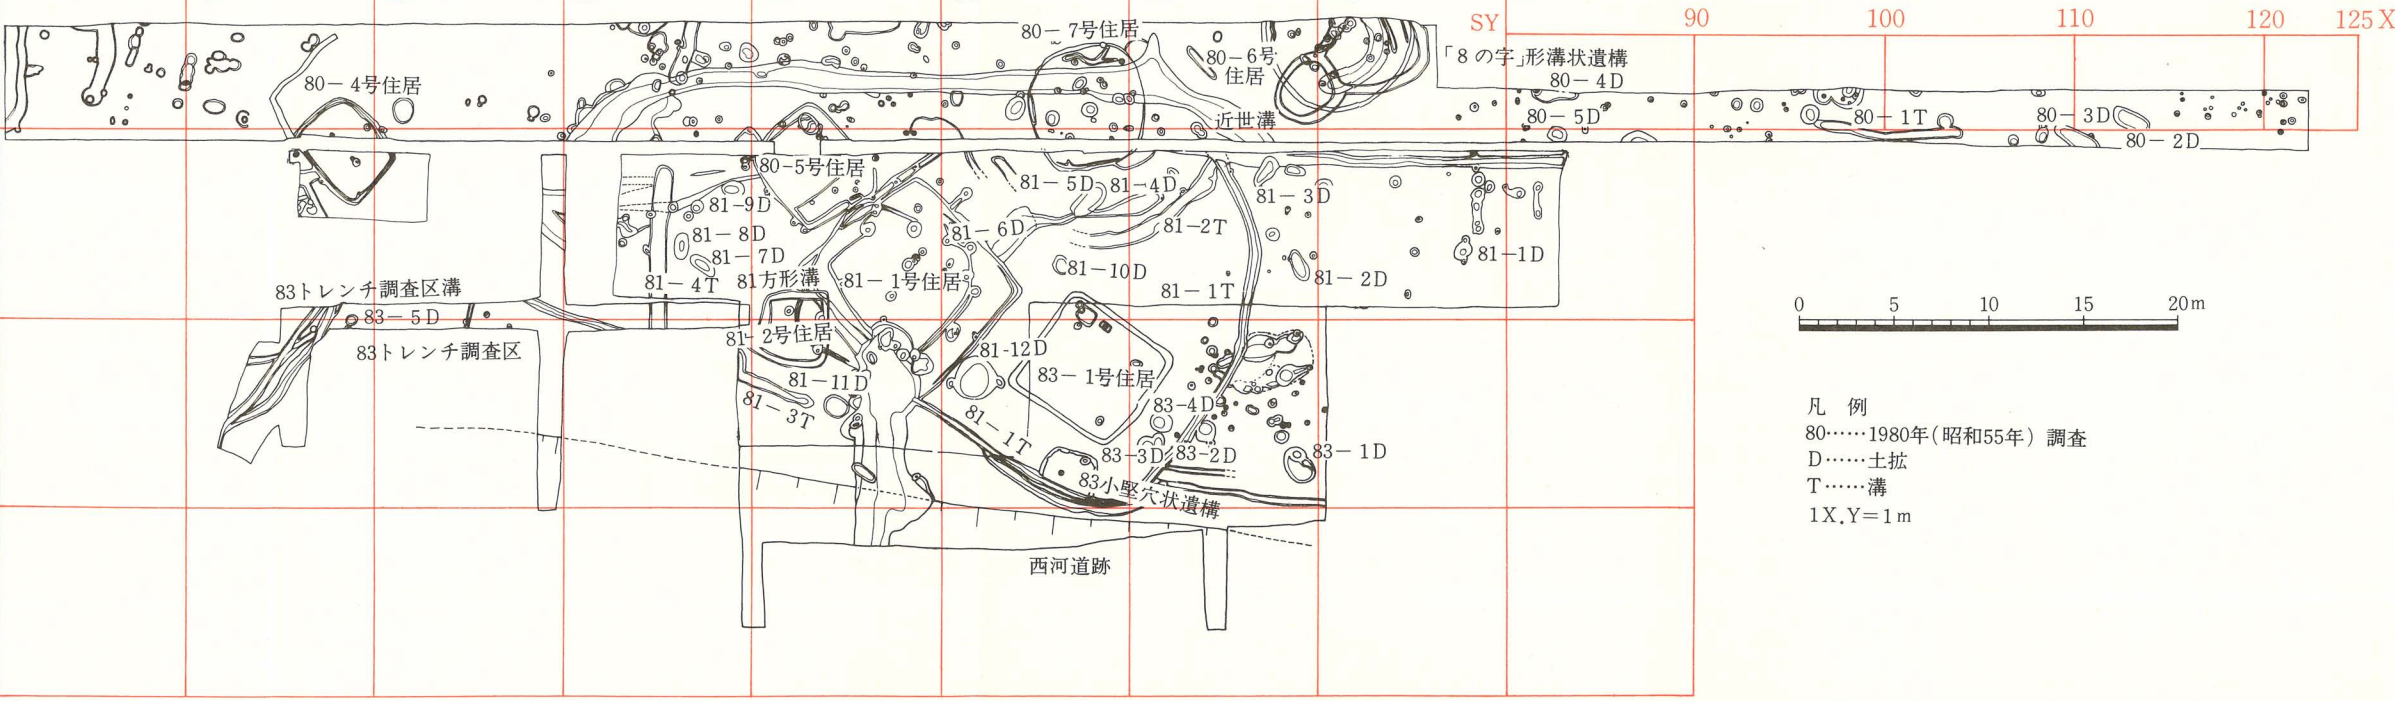 SY 90 100 110 120 125 X
80-7号住居
80-6号
住居
「8の字」形溝状遺構
80-4D
80-4号住居
80-5D
80-1T
80-3D
80-2D
近世溝
80-5号住居
81-5D
81-4D
81-3D
81-9D
81-2T
81-6D
81-8D
81-7D
81-1D
81-10D
81-4T
81方形溝
81-1号住居
81-1T
81-2D
83トレンチ調査区溝
83-5D
83トレンチ調査区
81-2号住居
81-12D
83-1号住居
81-11D
81-3T
81-1T
83-4D
83-3D
83-2D
83-1D
83小堅穴状遺構
西河道跡
0 5 10 15 20m
凡 例
80……1980年(昭和55年) 調査
D……土拡
T……溝
1X.Y=1m